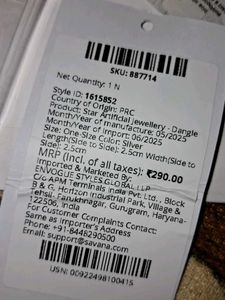 SKU: 887714
Net Quantity: 1 N
Style ID: 1615852
Country of Origin: PRC
Product: Star Artificial Jewellery - Dangle
Month/Year of manufacture: 05/2025
Month/Year of Import: 06/2025
Size: One-Size Color: Silver
Length(Side to Side): 2.5cm Width(Side to
Side): 2.5cm
MRP (Incl. of all taxes): ₹290.00
Imported & Marketed By:
ENVOGUE STYLES GLOBAL LLP
C/o APM Terminals India Pvt Ltd., Block
B & G, Horizon Industrial Park, Village &
Tehsil, Farukhnagar, Gurugram, Haryana-
122506, India
For Customer Complaints Contact:
Same as Importer's Address
Phone: +91-8448290500
Email: support@savana.com
USN: 00922498100415